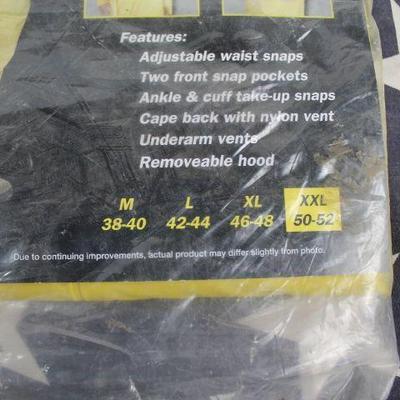 Features:
Adjustable waist snaps
Two front snap pockets
Ankle & cuff take-up snaps
Cape back with nylon vent
Underarm vents
Removeable hood
M L XL XXL
38-40 42-44 46-48 50-52
Due to continuing improvements, actual product may differ slightly from photo.